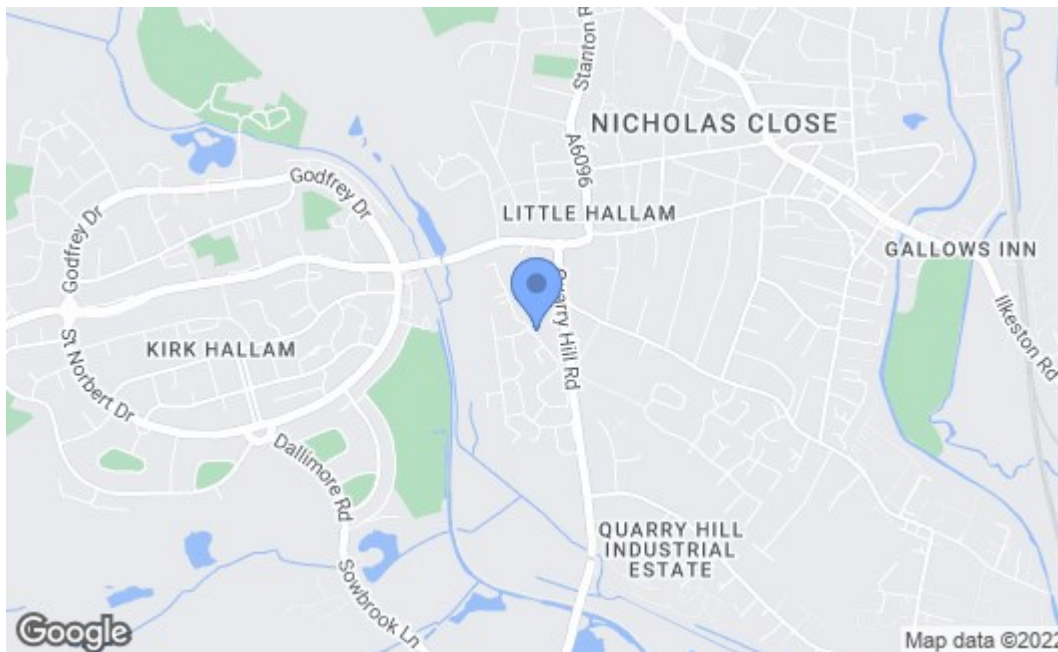 Stanton R
A6096
NICHOLAS CLOSE
Godfrey Dr
Godfrey Dr
LITTLE HALLAM
GALLOWS INN
Quarry Hill Rd
Ilkeston Rd
KIRK HALLAM
St Norbert Dr
Dallimore Rd
QUARRY HILL
INDUSTRIAL
ESTATE
Sowbrook Ln
Google
Map data ©2022